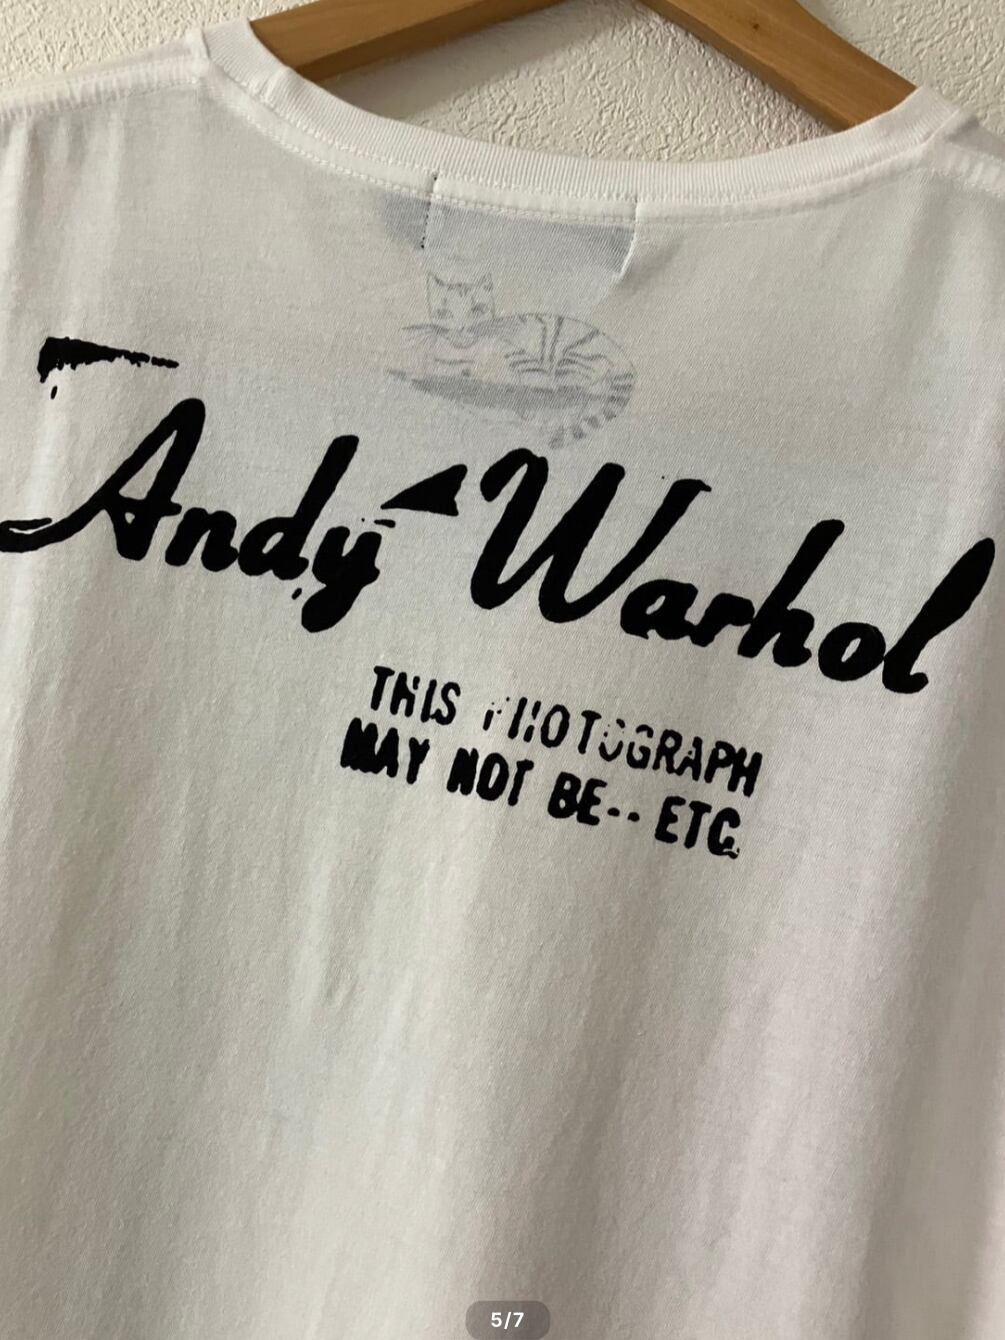 Andy Warhol
THIS PHOTOGRAPH
MAY NOT BE-- ETC.
5/7